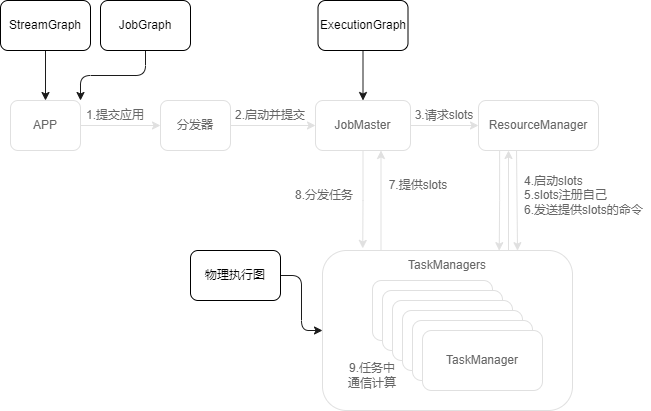 StreamGraph
JobGraph
ExecutionGraph
APP
1.提交应用
分发器
2.启动并提交
JobMaster
3.请求slots
ResourceManager
8.分发任务
7.提供slots
4.启动slots
5.slots注册自己
6.发送提供slots的命令
物理执行图
TaskManagers
9.任务中
通信计算
TaskManager